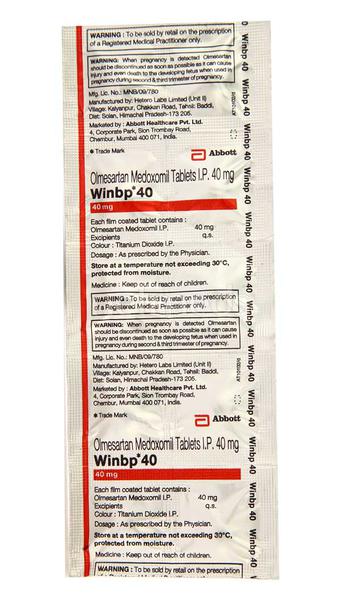 WARNING : To be sold by retail on the prescription
of a Registered Medical Practitioner only.
WARNING: When pregnancy is detected Olmesartan
should be discontinued as soon as possible as it can cause
injury and even death to the developing fetus when used in
pregnancy during second & third trimester of pregnancy.
Mfg. Lic. No.: MNB/09/780
Manufactured by: Hetero Labs Limited (Unit II)
Village: Kalyanpur, Chakkan Road, Tehsil: Baddi,
Dist: Solan, Himachal Pradesh-173 205.
Marketed by : Abbott Healthcare Pvt. Ltd.
4, Corporate Park, Sion Trombay Road,
Chembur, Mumbai 400 071, India.
* Trade Mark
Abbott
Olmesartan Medoxomil Tablets I.P. 40 mg
Winbp*40
40 mg
Each film coated tablet contains :
Olmesartan Medoxomil I.P. 40 mg
Excipients q.s.
Colour : Titanium Dioxide I.P.
Dosage : As prescribed by the Physician.
Store at a temperature not exceeding 30°C,
protected from moisture.
Medicine : Keep out of reach of children.
WARNING : To be sold by retail on the prescription
of a Registered Medical Practitioner only.
WARNING: When pregnancy is detected Olmesartan
should be discontinued as soon as possible as it can cause
injury and even death to the developing fetus when used in
pregnancy during second & third trimester of pregnancy.
Mfg. Lic. No.: MNB/09/780
Manufactured by: Hetero Labs Limited (Unit II)
Village: Kalyanpur, Chakkan Road, Tehsil: Baddi,
Dist: Solan, Himachal Pradesh-173 205.
Marketed by : Abbott Healthcare Pvt. Ltd.
4, Corporate Park, Sion Trombay Road,
Chembur, Mumbai 400 071, India.
* Trade Mark
Abbott
Olmesartan Medoxomil Tablets I.P. 40 mg
Winbp*40
40 mg
Each film coated tablet contains :
Olmesartan Medoxomil I.P. 40 mg
Excipients q.s.
Colour : Titanium Dioxide I.P.
Dosage : As prescribed by the Physician.
Store at a temperature not exceeding 30°C,
protected from moisture.
Medicine : Keep out of reach of children.
WARNING : To be sold by retail on the prescription
Winbp 40 Winbp 40 Winbp 40 Winbp 40 Winbp 40 Winbp 40 Winbp 40 Winbp 40 Winbp 40 Winbp 40 Winbp 40